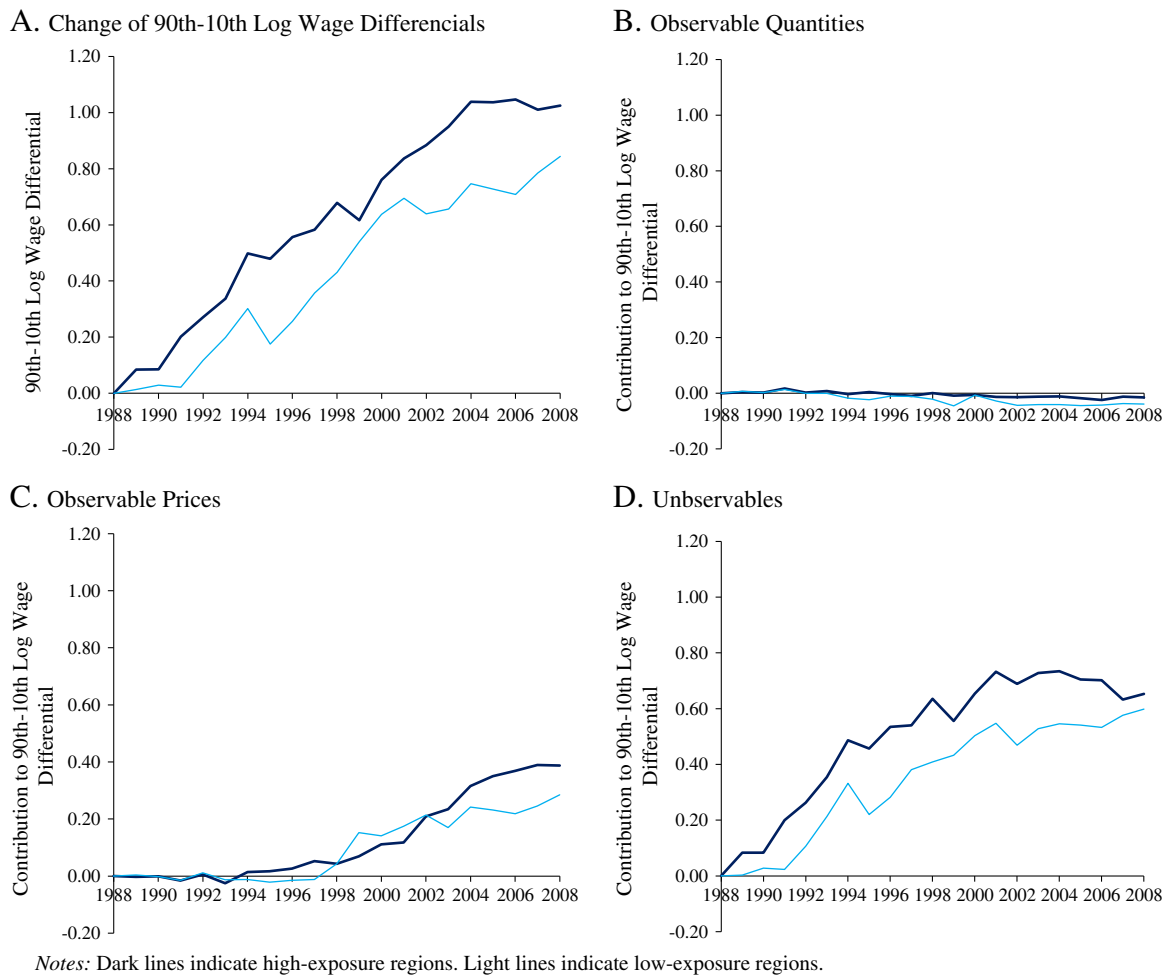 A. Change of 90th-10th Log Wage Differencials
90th-10th Log Wage Differential
1.20
1.00
0.80
0.60
0.40
0.20
0.00
-0.20
1988 1990 1992 1994 1996 1998 2000 2002 2004 2006 2008
B. Observable Quantities
Contribution to 90th-10th Log Wage
Differential
1.20
1.00
0.80
0.60
0.40
0.20
0.00
-0.20
1988 1990 1992 1994 1996 1998 2000 2002 2004 2006 2008
C. Observable Prices
Contribution to 90th-10th Log Wage
Differential
1.20
1.00
0.80
0.60
0.40
0.20
0.00
-0.20
1988 1990 1992 1994 1996 1998 2000 2002 2004 2006 2008
D. Unbservables
Contribution to 90th-10th Log Wage
Differential
1.20
1.00
0.80
0.60
0.40
0.20
0.00
-0.20
1988 1990 1992 1994 1996 1998 2000 2002 2004 2006 2008
Notes: Dark lines indicate high-exposure regions. Light lines indicate low-exposure regions.